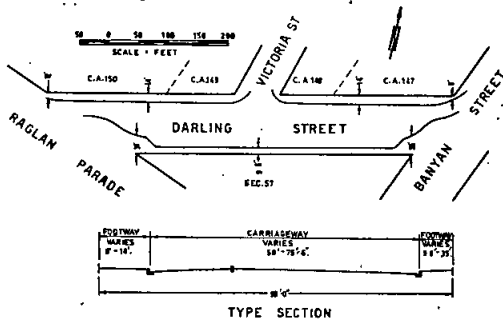 50 0 50 100 150 200
SCALE = FEET
VICTORIA ST
C.A.150
C.A.149
C.A.148
C.A.147
DARLING STREET
RAGLAN PARADE
BANYAN STREET
SEC.57
FOOTWAY
VARIES
CARRIAGEWAY
VARIES
FOOTWAY
VARIES
TYPE SECTION